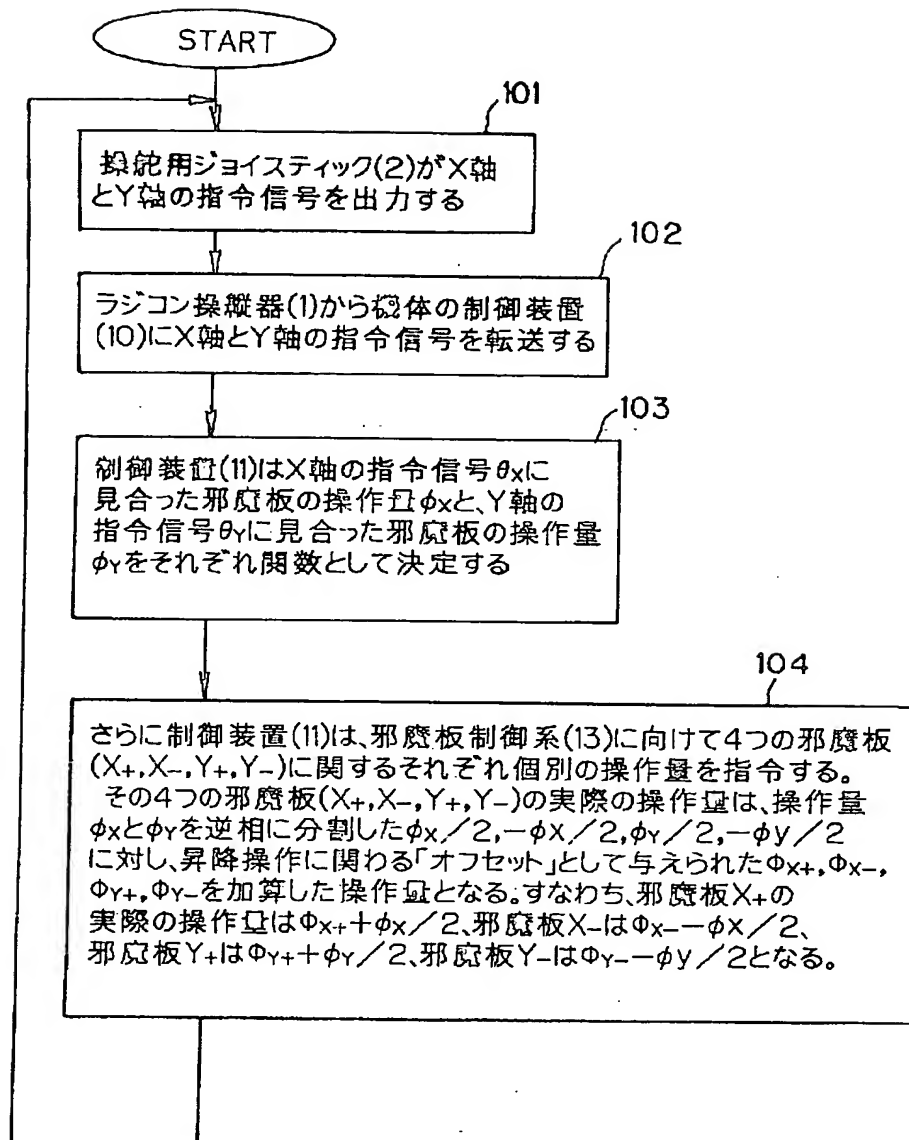 START
101
操舵用ジョイスティック(2)がX軸
とY軸の指令信号を出力する
102
ラジコン操縦器(1)から機体の制御装置
(10)にX軸とY軸の指令信号を転送する
103
制御装置(11)はX軸の指令信号θxに
見合った邪魔板の操作量φxと、Y軸の
指令信号θYに見合った邪魔板の操作量
φYをそれぞれ関数として決定する
104
さらに制御装置(11)は、邪魔板制御系(13)に向けて4つの邪魔板
(X+,X-,Y+,Y-)に関するそれぞれ個別の操作量を指令する。
その4つの邪魔板(X+,X-,Y+,Y-)の実際の操作量は、操作量
φxとφYを逆相に分割したφx/2,-φX/2,φY/2,-φy/2
に対し、昇降操作に関わる「オフセット」として与えられたΦx+,Φx-,
ΦY+,ΦY-を加算した操作量となる。すなわち、邪魔板X+の
実際の操作量はΦx++φx/2、邪魔板X-はΦx--φX/2、
邪魔板Y+はΦY++φY/2、邪魔板Y-はΦY--φy/2となる。